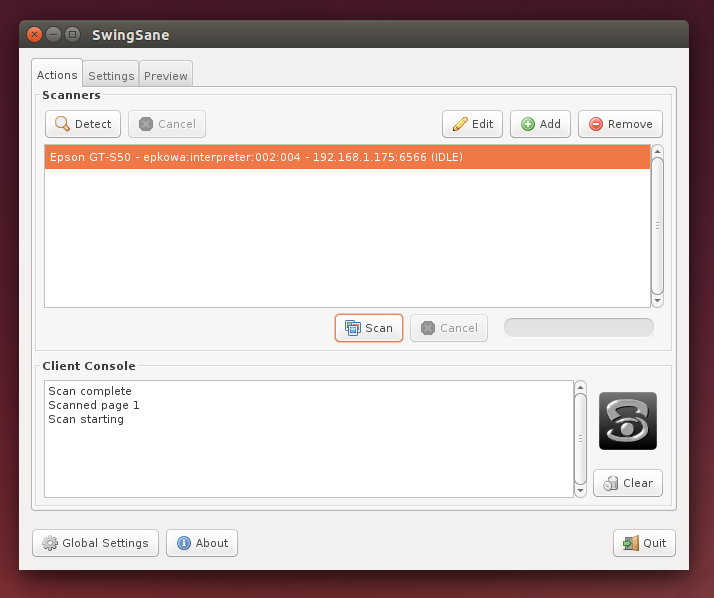 SwingSane
Actions Settings Preview
Scanners
Detect Cancel Edit Add Remove
Epson GT-S50 - epkowa:interpreter:002:004 - 192.168.1.175:6566 (IDLE)
Scan Cancel
Client Console
Scan complete
Scanned page 1
Scan starting
Clear
Global Settings About Quit